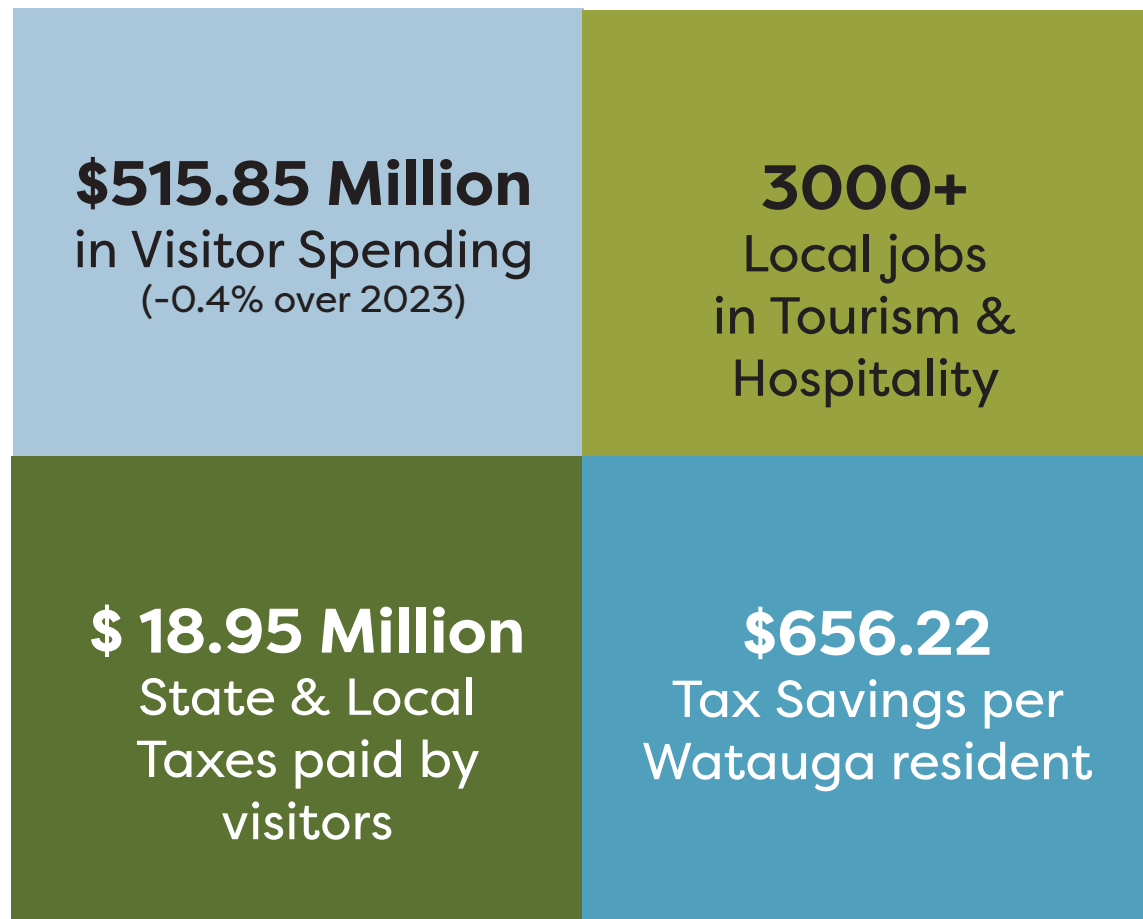 $515.85 Million
in Visitor Spending
(-0.4% over 2023)
3000+
Local jobs
in Tourism &
Hospitality
$ 18.95 Million
State & Local
Taxes paid by
visitors
$656.22
Tax Savings per
Watauga resident